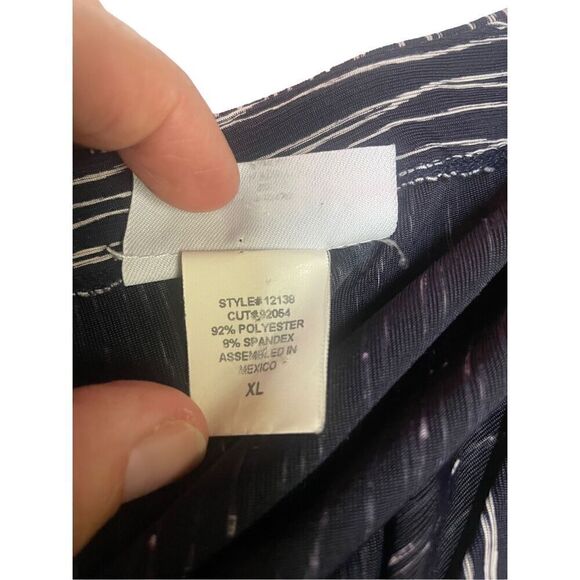 STYLE# 12138
CUT# 92054
92% POLYESTER
8% SPANDEX
ASSEMBLED IN
MEXICO
XL